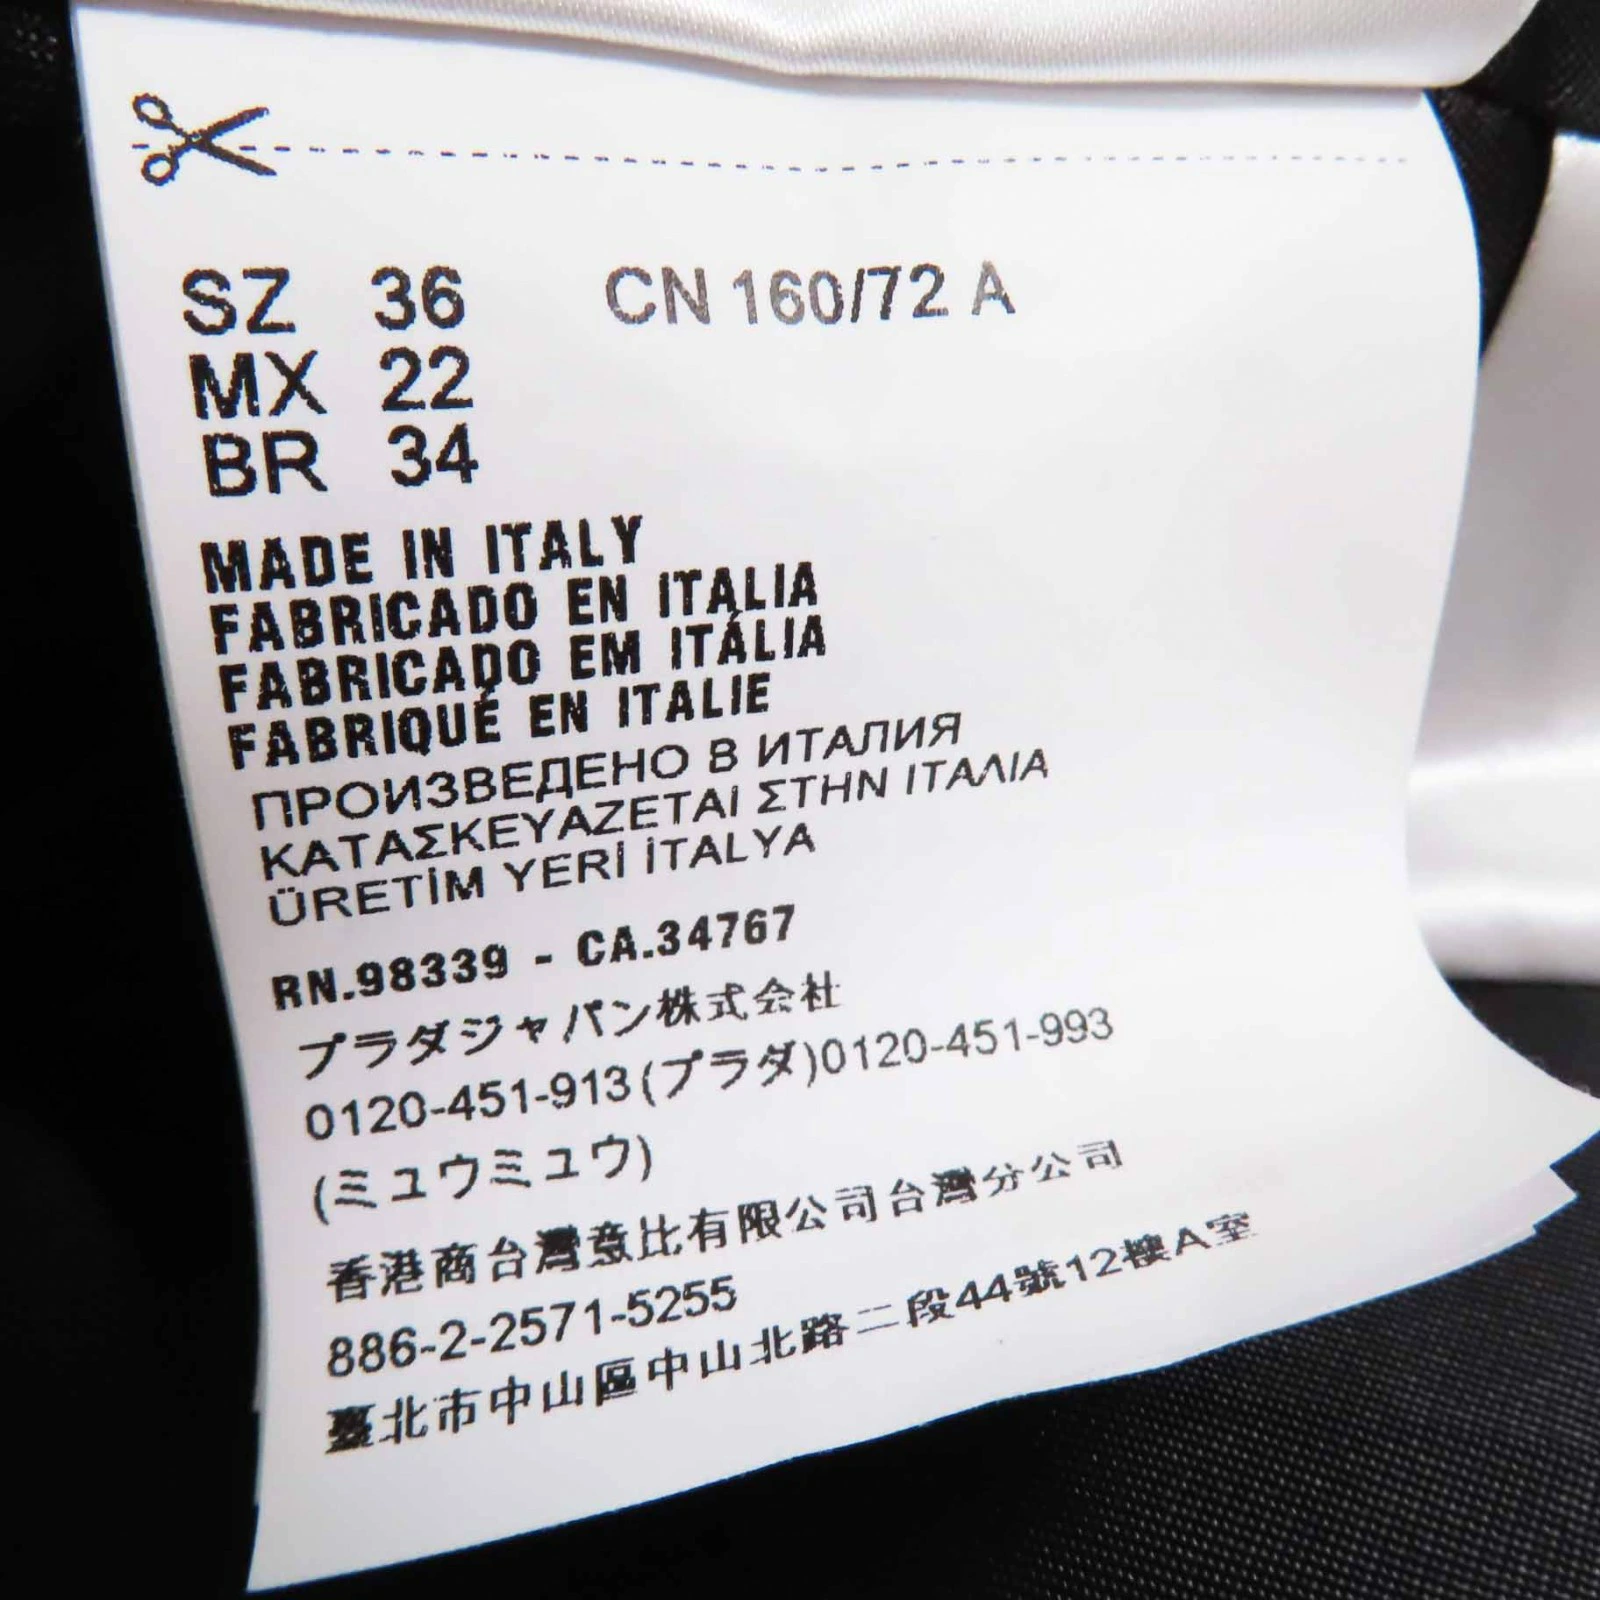 SZ 36 CN 160/72 A
MX 22
BR 34
MADE IN ITALY
FABRICADO EN ITALIA
FABRICADO EM ITÁLIA
FABRIQUÉ EN ITALIE
ПРОИЗВЕДЕНО В ИТАЛИЯ
ΚΑΤΑΣΚΕΥΑΖΕΤΑΙ ΣΤΗΝ ΙΤΑΛΙΑ
ÜRETİM YERİ İTALYA
RN.98339 - CA.34767
プラダジャパン株式会社
0120-451-913(プラダ)0120-451-993
(ミュウミュウ)
香港商台灣意比有限公司台灣分公司
886-2-2571-5255
臺北市中山區中山北路二段44號12樓A室